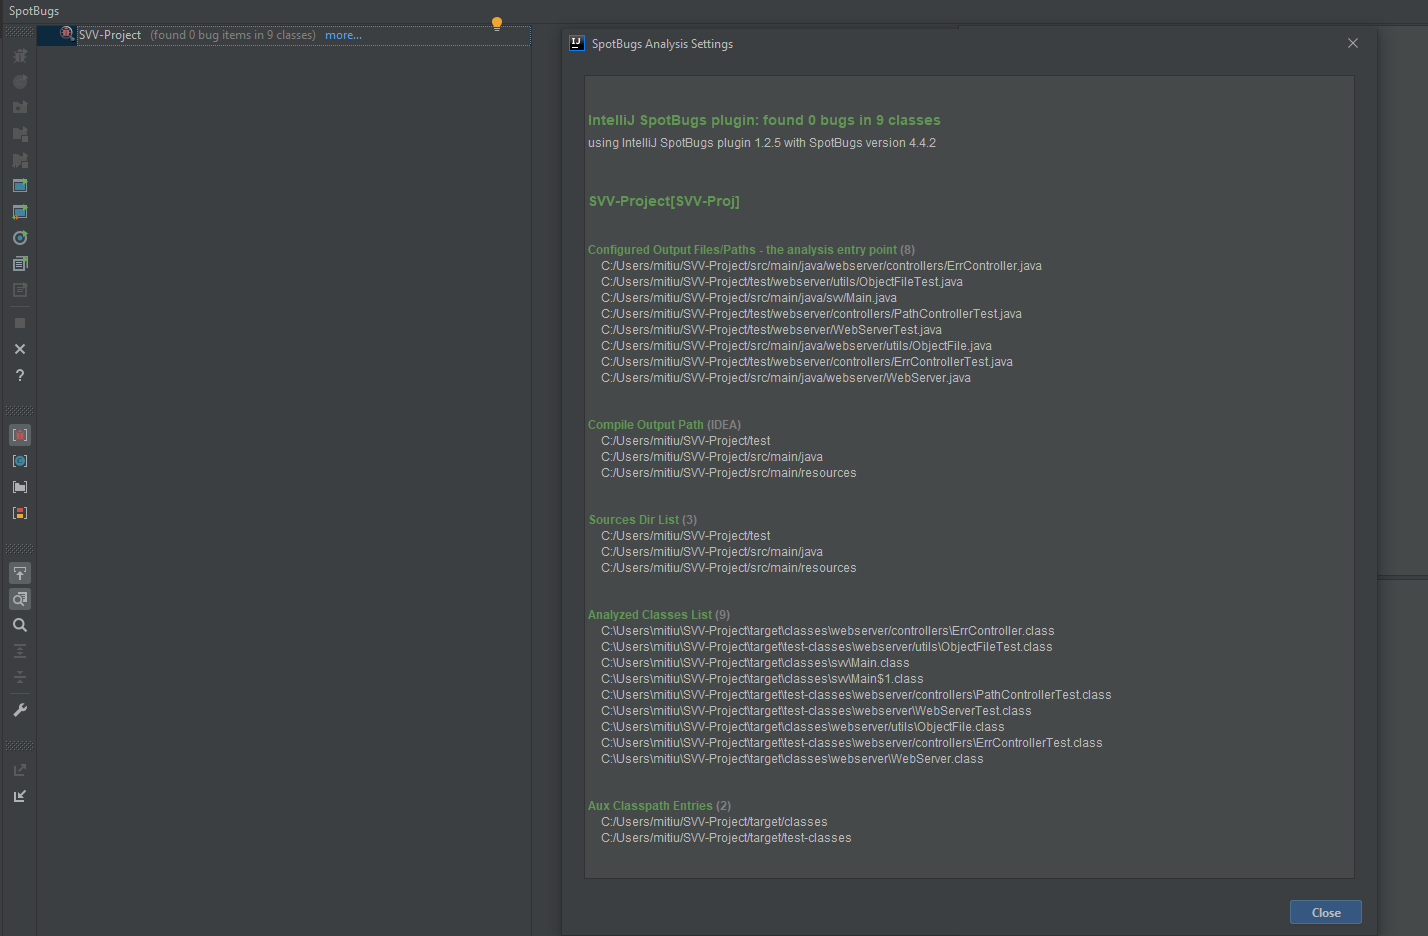 SpotBugs
SVV-Project (found 0 bug items in 9 classes) more...
SpotBugs Analysis Settings
IntelliJ SpotBugs plugin: found 0 bugs in 9 classes
using IntelliJ SpotBugs plugin 1.2.5 with SpotBugs version 4.4.2
SVV-Project[SVV-Proj]
Configured Output Files/Paths - the analysis entry point (8)
C:/Users/mitiu/SVV-Project/src/main/java/webserver/controllers/ErrController.java
C:/Users/mitiu/SVV-Project/test/webserver/utils/ObjectFileTest.java
C:/Users/mitiu/SVV-Project/src/main/java/svv/Main.java
C:/Users/mitiu/SVV-Project/test/webserver/controllers/PathControllerTest.java
C:/Users/mitiu/SVV-Project/test/webserver/WebServerTest.java
C:/Users/mitiu/SVV-Project/src/main/java/webserver/utils/ObjectFile.java
C:/Users/mitiu/SVV-Project/test/webserver/controllers/ErrControllerTest.java
C:/Users/mitiu/SVV-Project/src/main/java/webserver/WebServer.java
Compile Output Path (IDEA)
C:/Users/mitiu/SVV-Project/test
C:/Users/mitiu/SVV-Project/src/main/java
C:/Users/mitiu/SVV-Project/src/main/resources
Sources Dir List (3)
C:/Users/mitiu/SVV-Project/test
C:/Users/mitiu/SVV-Project/src/main/java
C:/Users/mitiu/SVV-Project/src/main/resources
Analyzed Classes List (9)
C:\Users\mitiu\SVV-Project\target\classes\webserver/controllers\ErrController.class
C:\Users\mitiu\SVV-Project\target\test-classes\webserver/utils\ObjectFileTest.class
C:\Users\mitiu\SVV-Project\target\classes\svv\Main.class
C:\Users\mitiu\SVV-Project\target\classes\svv\Main$1.class
C:\Users\mitiu\SVV-Project\target\test-classes\webserver/controllers\PathControllerTest.class
C:\Users\mitiu\SVV-Project\target\test-classes\webserver\WebServerTest.class
C:\Users\mitiu\SVV-Project\target\classes\webserver/utils\ObjectFile.class
C:\Users\mitiu\SVV-Project\target\test-classes\webserver/controllers\ErrControllerTest.class
C:\Users\mitiu\SVV-Project\target\classes\webserver\WebServer.class
Aux Classpath Entries (2)
C:/Users/mitiu/SVV-Project/target/classes
C:/Users/mitiu/SVV-Project/target/test-classes
Close